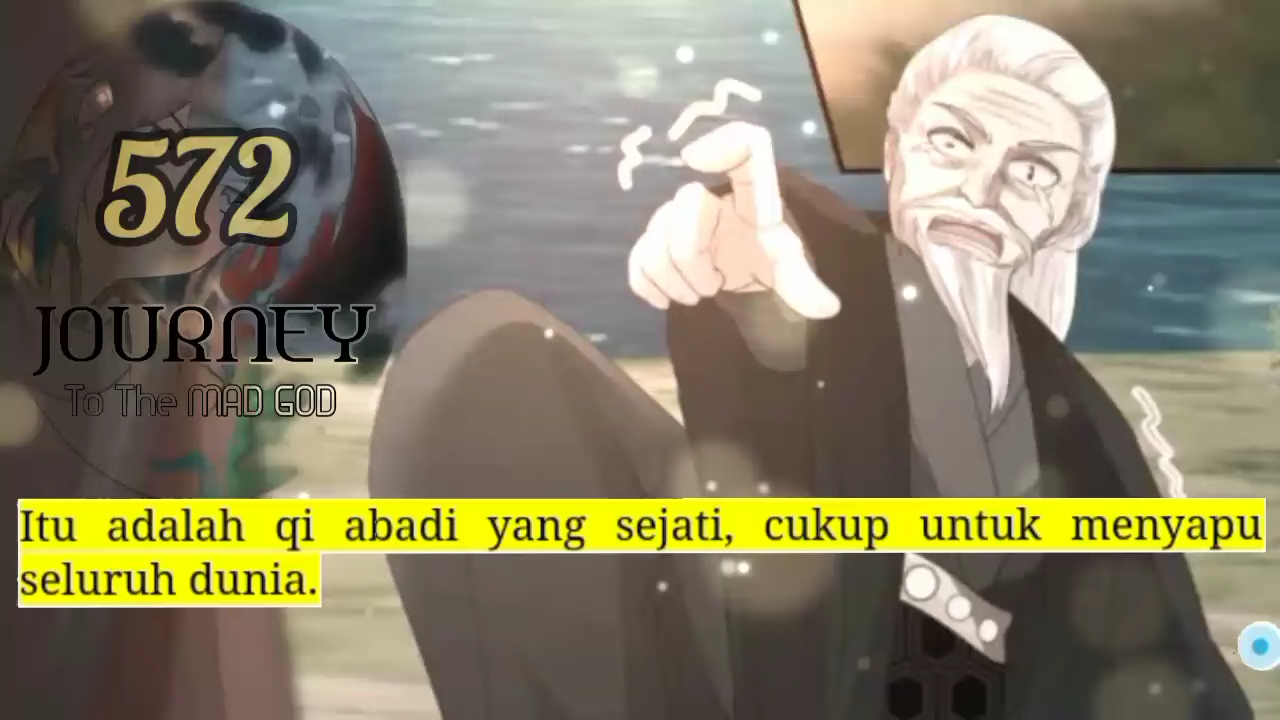 572
JOURNEY
To The MAD GOD
Itu adalah qi abadi yang sejati, cukup untuk menyapu
seluruh dunia.